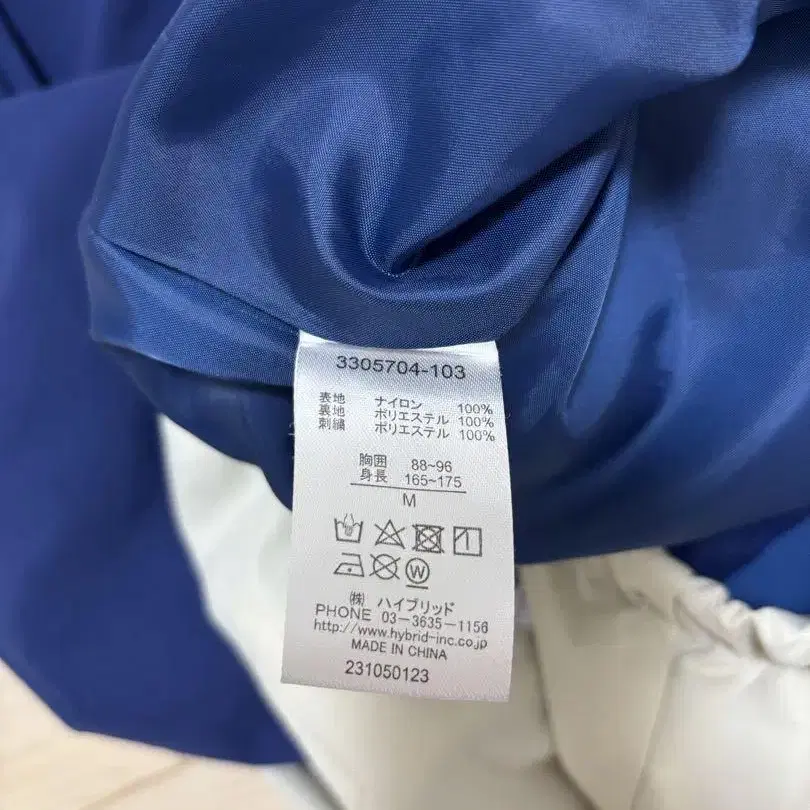 3305704-103
表地 ナイロン 100%
裏地 ポリエステル 100%
刺繍 ポリエステル 100%
胸囲 88~96
身長 165~175
M
W
(株) ハイブリッド
PHONE 03-3635-1156
http://www.hybrid-inc.co.jp
MADE IN CHINA
231050123